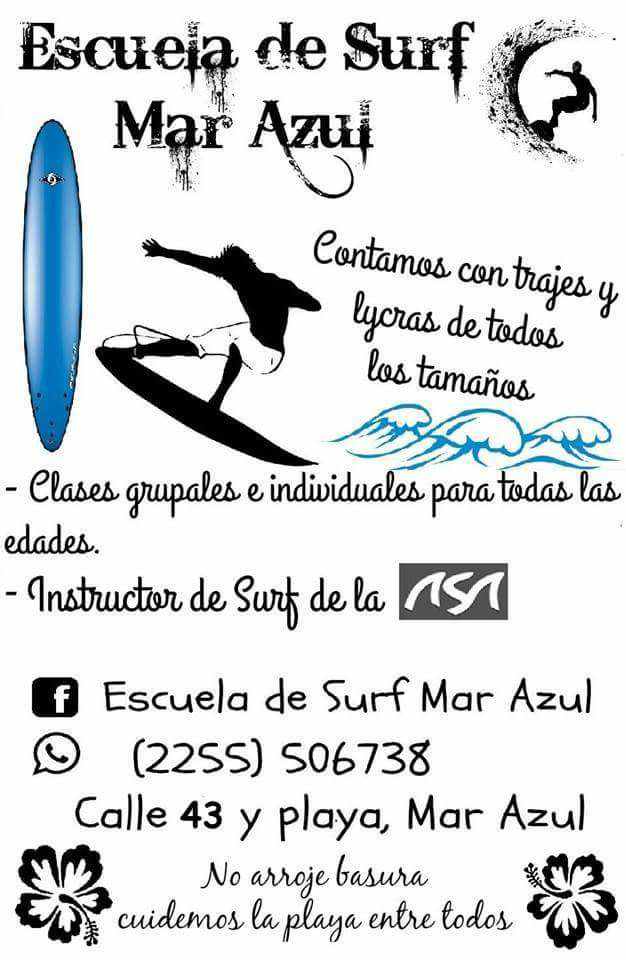 Escuela de Surf
Mar Azul
Contamos con trajes y
lycras de todos
los tamaños
- Clases grupales e individuales para todas las
edades.
- Instructor de Surf de la ASA
f Escuela de Surf Mar Azul
(2255) 506738
Calle 43 y playa, Mar Azul
No arroje basura
cuidemos la playa entre todos